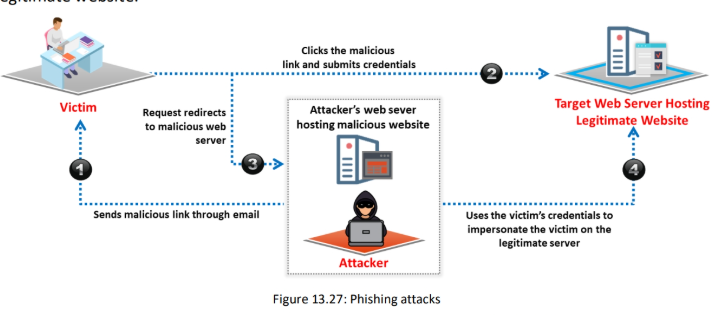 legitimate website.
Clicks the malicious
link and submits credentials
2
Victim
Target Web Server Hosting
Legitimate Website
Request redirects
to malicious web
server
Attacker's web sever
hosting malicious website
1
3
4
Sends malicious link through email
Uses the victim's credentials to
impersonate the victim on the
legitimate server
Attacker
Figure 13.27: Phishing attacks